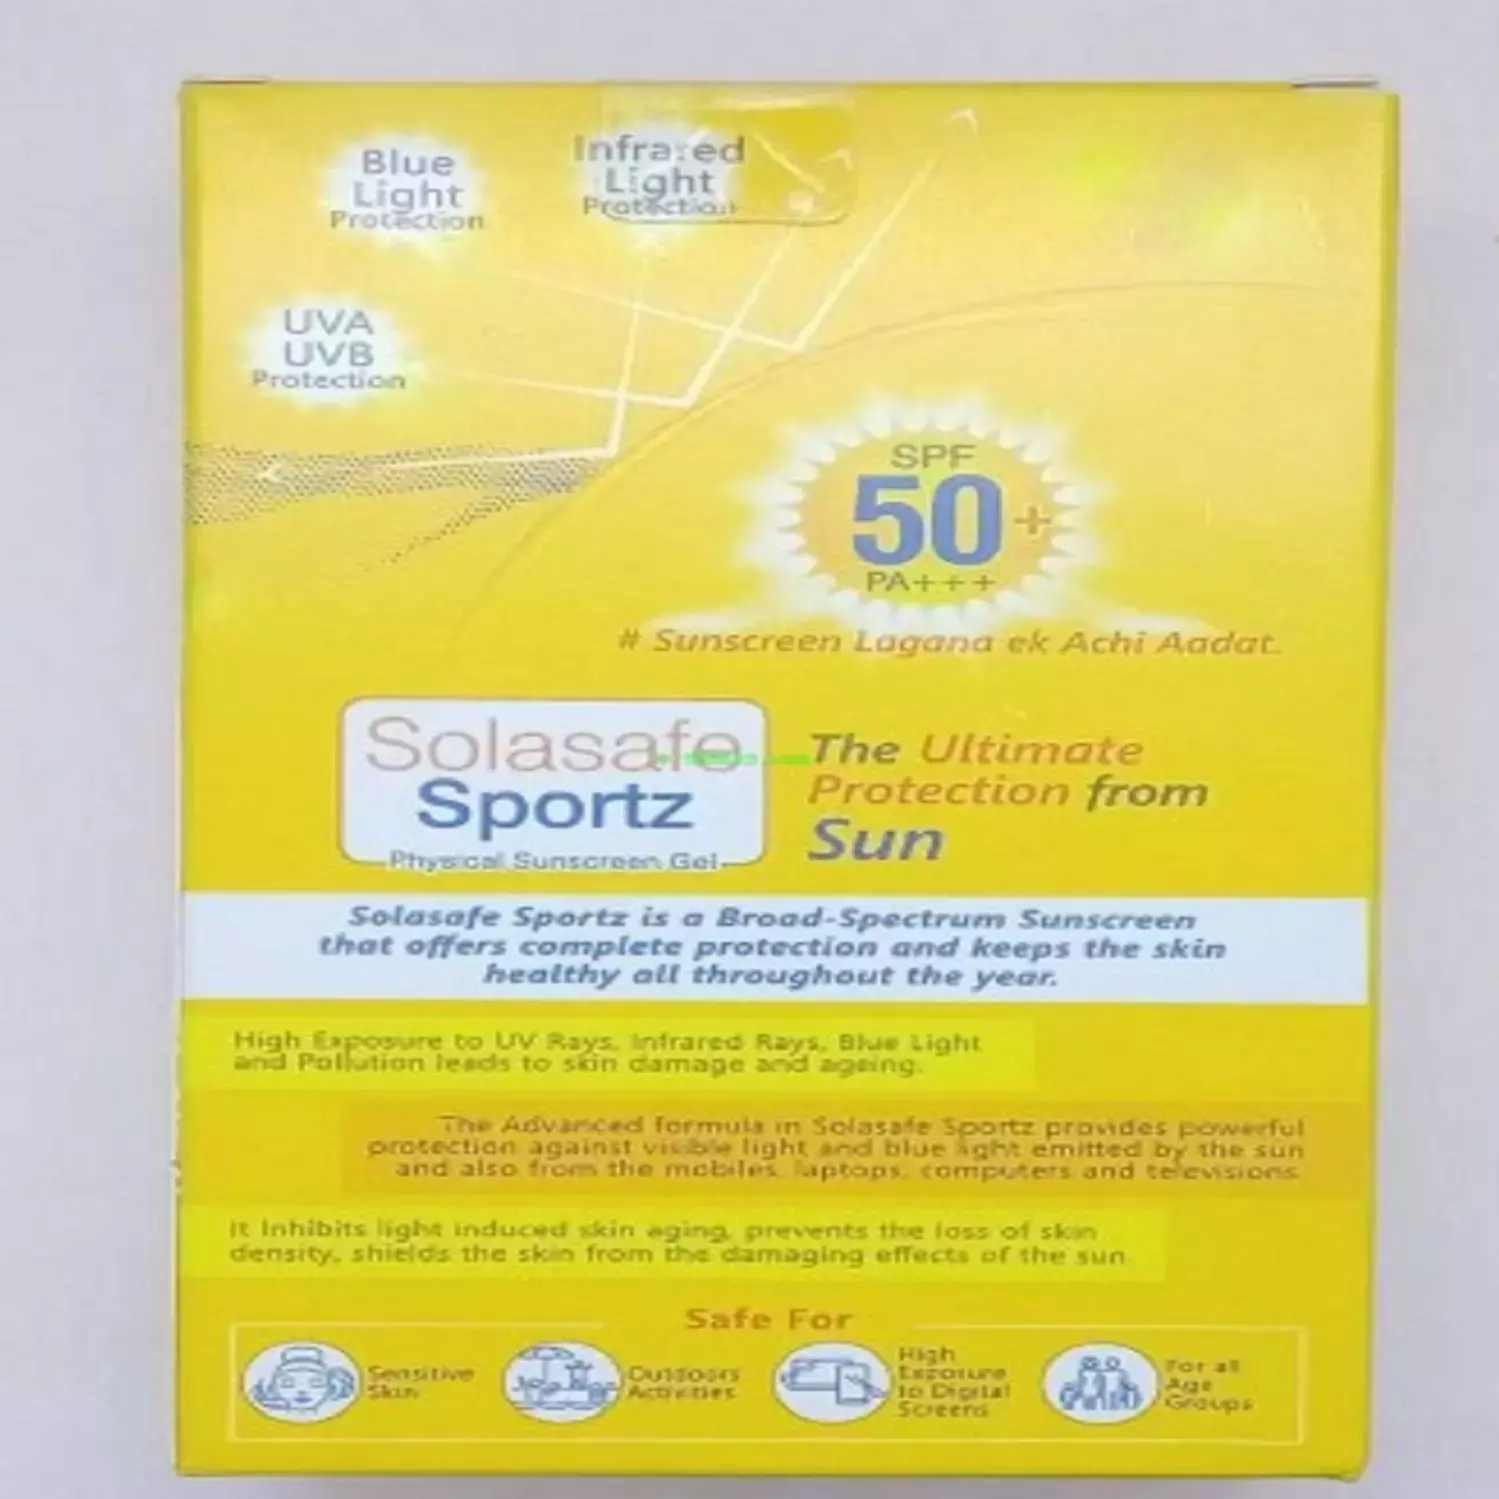 Blue
Light
Protection
Infrared
Light
Protection
UVA
UVB
Protection
SPF
50+
PA+++
# Sunscreen Lagana ek Achi Aadat.
Solasafe
Sportz
Physical Sunscreen Gel
The Ultimate
Protection from
Sun
Solasafe Sportz is a Broad-Spectrum Sunscreen
that offers complete protection and keeps the skin
healthy all throughout the year.
High Exposure to UV Rays, Infrared Rays, Blue Light
and Pollution leads to skin damage and ageing.
The Advanced formula in Solasafe Sportz provides powerful
protection against visible light and blue light emitted by the sun
and also from the mobiles, laptops, computers and televisions.
It Inhibits light induced skin aging, prevents the loss of skin
density, shields the skin from the damaging effects of the sun.
Safe For
Sensitive
Skin
Outdoors
Activities
High
Exposure
to Digital
Screens
For all
Age
Groups